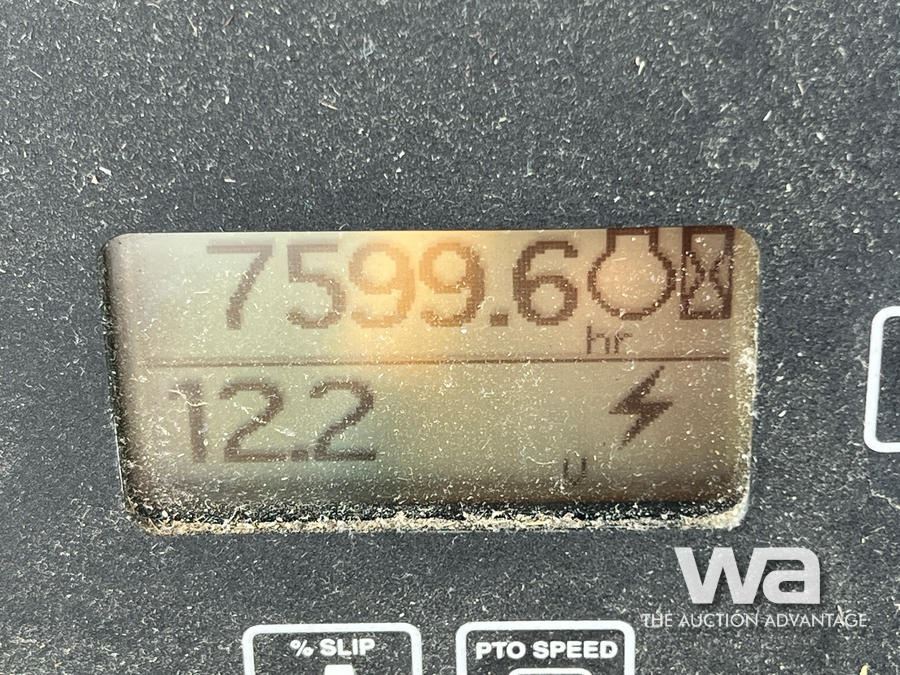 7599.6
hr
12.2
U
wa
THE AUCTION ADVANTAGE
% SLIP
PTO SPEED